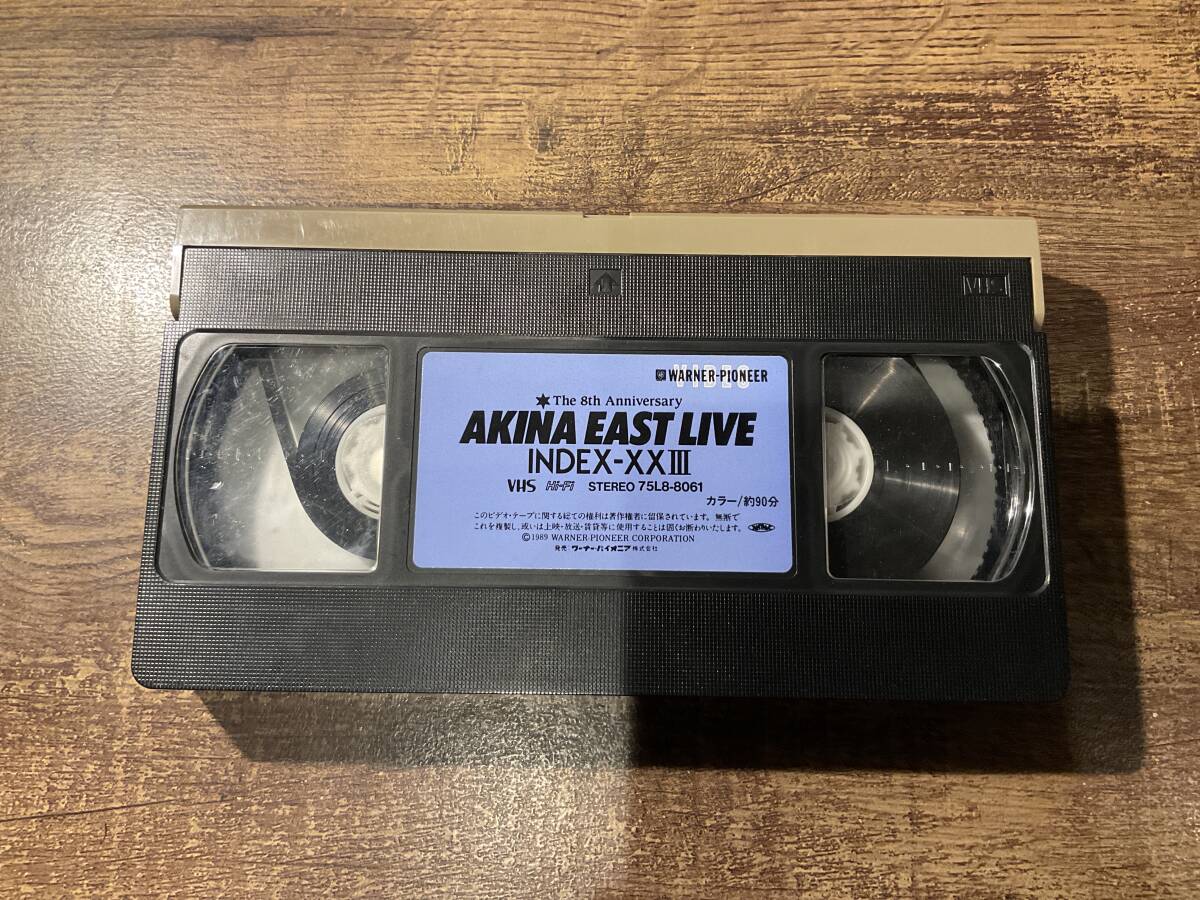 VHS
VIDEO
WARNER-PIONEER
The 8th Anniversary
AKINA EAST LIVE
INDEX-XXIII
VHS Hi-Fi STEREO 75L8-8061
カラー/約90分
このビデオ・テープに関する総ての権利は著作権者に留保されています。無断で
これを複製し、或いは上映・放送・賃貸等に使用することは固くお断わりいたします。
©1989 WARNER-PIONEER CORPORATION
発売:ワーナー・パイオニア株式会社